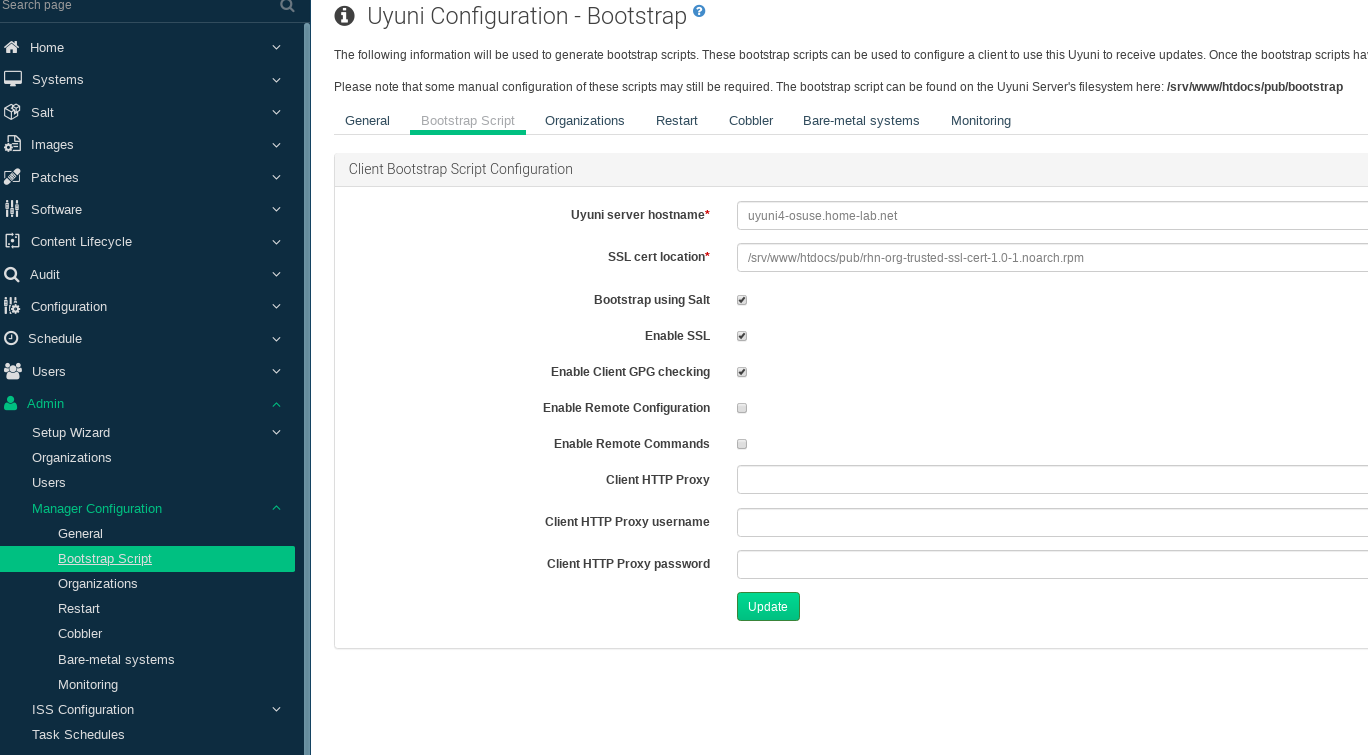 Search page
Home
Systems
Salt
Images
Patches
Software
Content Lifecycle
Audit
Configuration
Schedule
Users
Admin
Setup Wizard
Organizations
Users
Manager Configuration
General
Bootstrap Script
Organizations
Restart
Cobbler
Bare-metal systems
Monitoring
ISS Configuration
Task Schedules
Uyuni Configuration - Bootstrap ?
The following information will be used to generate bootstrap scripts. These bootstrap scripts can be used to configure a client to use this Uyuni to receive updates. Once the bootstrap scripts hav
Please note that some manual configuration of these scripts may still be required. The bootstrap script can be found on the Uyuni Server's filesystem here: /srv/www/htdocs/pub/bootstrap
General Bootstrap Script Organizations Restart Cobbler Bare-metal systems Monitoring
Client Bootstrap Script Configuration
Uyuni server hostname* uyuni4-osuse.home-lab.net
SSL cert location* /srv/www/htdocs/pub/rhn-org-trusted-ssl-cert-1.0-1.noarch.rpm
Bootstrap using Salt
Enable SSL
Enable Client GPG checking
Enable Remote Configuration
Enable Remote Commands
Client HTTP Proxy
Client HTTP Proxy username
Client HTTP Proxy password
Update